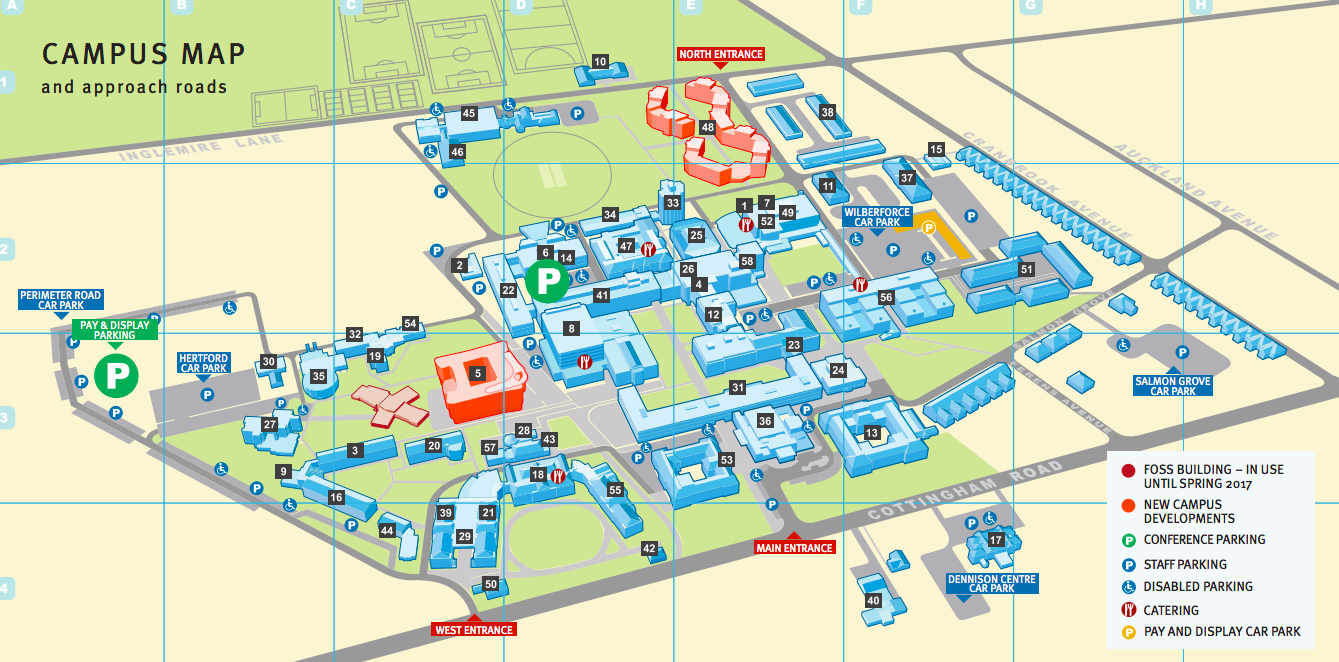 A B C D E F G H
CAMPUS MAP
and approach roads
1
2
3
4
NORTH ENTRANCE
10
INGLEMIRE LANE
45
46
48
38
15
CRANBROOK AVENUE
AUCKLAND AVENUE
11
37
33
34
1
7
49
52
WILBERFORCE
CAR PARK
P
25
47
6
14
2
58
26
4
51
22
41
56
P
12
8
23
SALMON GROVE
PERIMETER ROAD
CAR PARK
PAY & DISPLAY
PARKING
P
HERTFORD
CAR PARK
54
32
19
30
35
5
24
31
SALMON GROVE
CAR PARK
27
36
13
28
43
57
3
20
53
9
18
16
55
COTTINGHAM ROAD
39
21
44
29
42
17
MAIN ENTRANCE
DENNISON CENTRE
CAR PARK
50
40
WEST ENTRANCE
FOSS BUILDING – IN USE
UNTIL SPRING 2017
NEW CAMPUS
DEVELOPMENTS
P CONFERENCE PARKING
P STAFF PARKING
DISABLED PARKING
CATERING
P PAY AND DISPLAY CAR PARK